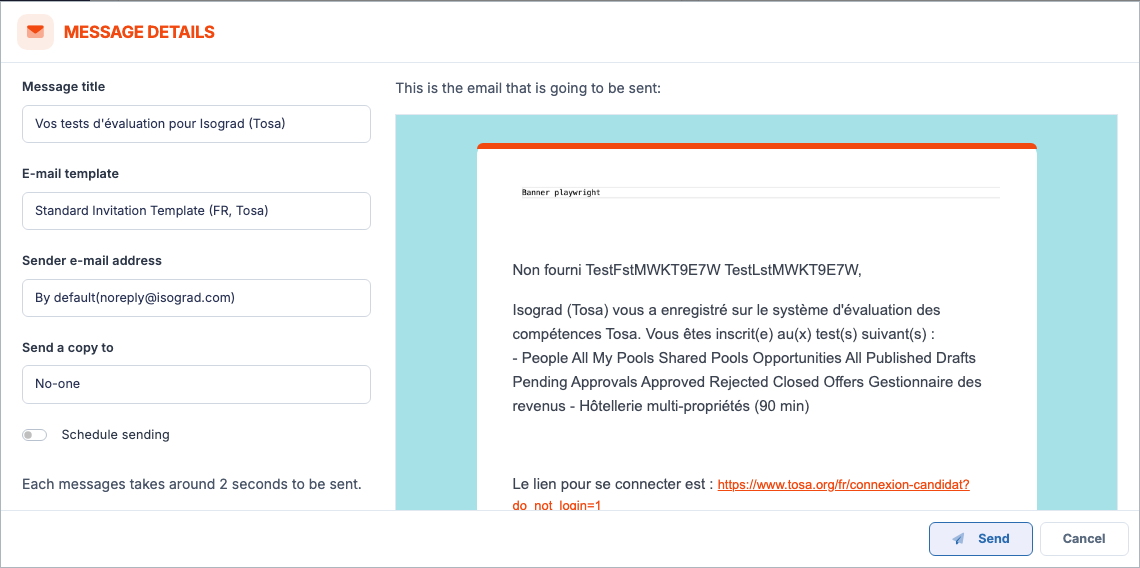 MESSAGE DETAILS
Message title
Vos tests d'évaluation pour Isograd (Tosa)
E-mail template
Standard Invitation Template (FR, Tosa)
Sender e-mail address
By default(noreply@isograd.com)
Send a copy to
No-one
Schedule sending
Each messages takes around 2 seconds to be sent.
This is the email that is going to be sent:
Banner playwright
Non fourni TestFstMWKT9E7W TestLstMWKT9E7W,
Isograd (Tosa) vous a enregistré sur le système d'évaluation des
compétences Tosa. Vous êtes inscrit(e) au(x) test(s) suivant(s) :
- People All My Pools Shared Pools Opportunities All Published Drafts
Pending Approvals Approved Rejected Closed Offers Gestionnaire des
revenus - Hôtellerie multi-propriétés (90 min)
Le lien pour se connecter est : https://www.tosa.org/fr/connexion-candidat?
do_not_login=1
Send
Cancel